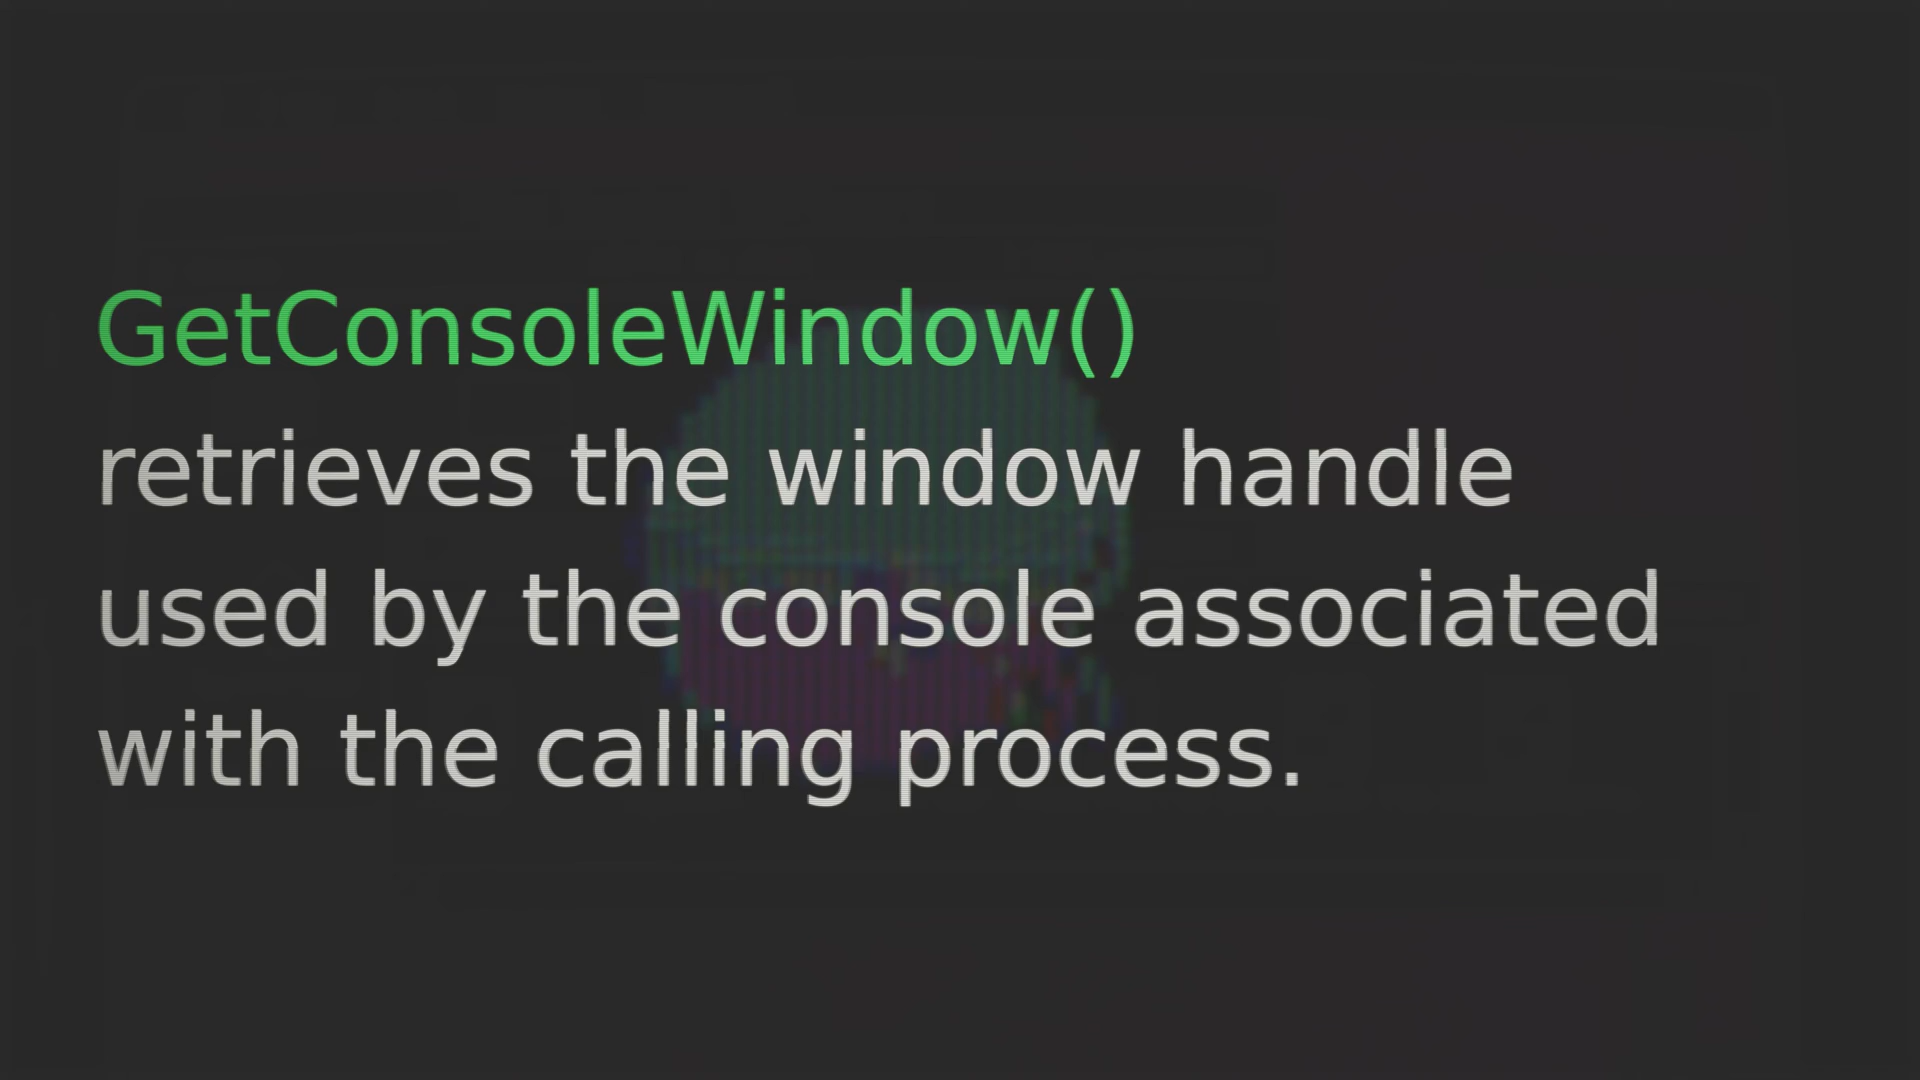 GetConsoleWindow()
retrieves the window handle
used by the console associated
with the calling process.